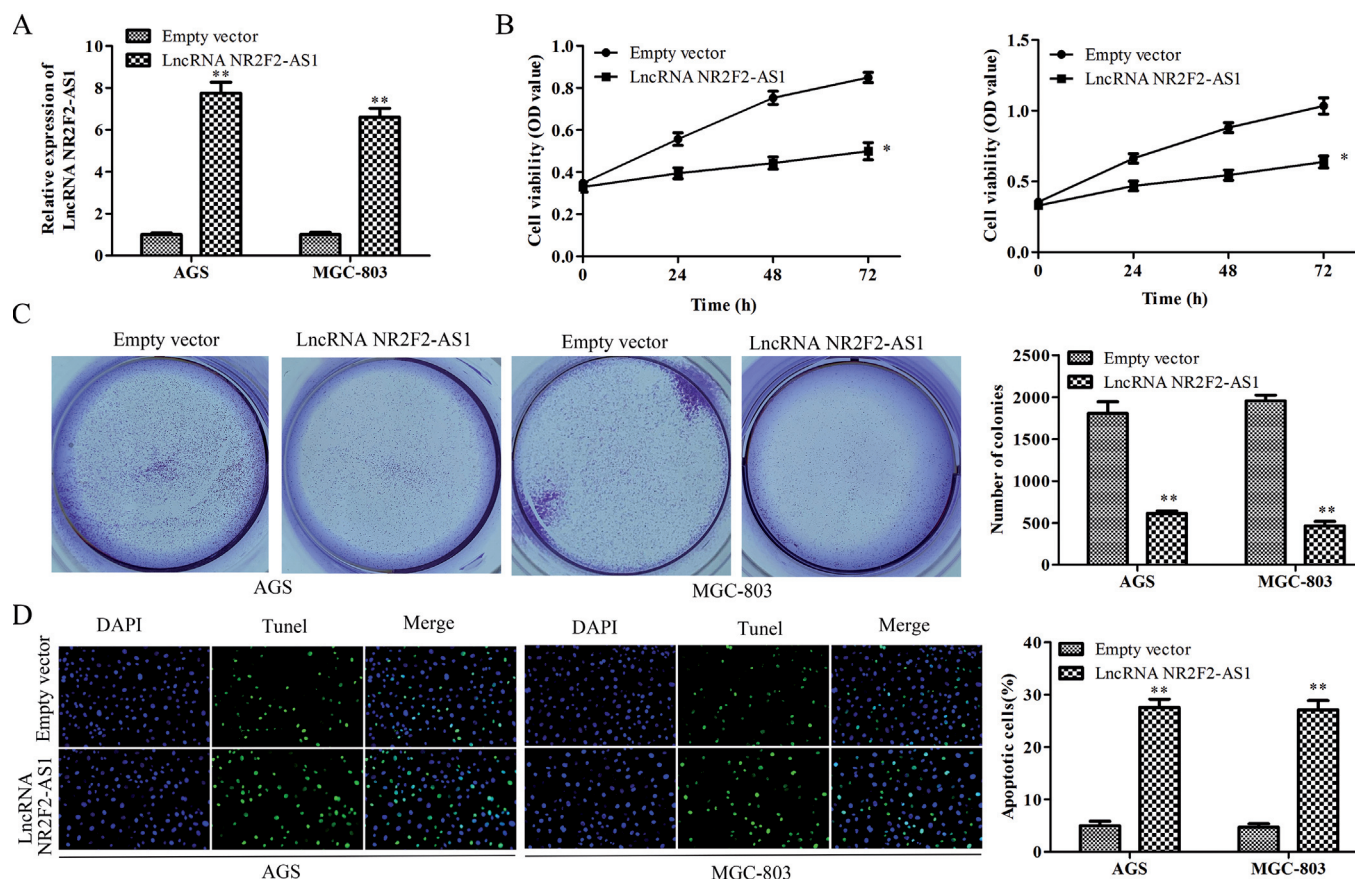 A
Empty vector
LncRNA NR2F2-AS1
Relative expression of
LncRNA NR2F2-AS1
10
8
6
4
2
0
**
**
AGS
MGC-803
B
Empty vector
LncRNA NR2F2-AS1
Cell viability (OD value)
1.0
0.8
0.6
0.4
0.2
0.0
*
0
24
48
72
Time (h)
Empty vector
LncRNA NR2F2-AS1
Cell viability (OD value)
1.5
1.0
0.5
0.0
*
0
24
48
72
Time (h)
C
Empty vector
LncRNA NR2F2-AS1
Empty vector
LncRNA NR2F2-AS1
AGS
MGC-803
Empty vector
LncRNA NR2F2-AS1
Number of colonies
2500
2000
1500
1000
500
0
**
**
AGS
MGC-803
D
DAPI
Tunel
Merge
DAPI
Tunel
Merge
Empty vector
LncRNA
NR2F2-AS1
AGS
MGC-803
Empty vector
LncRNA NR2F2-AS1
Apoptotic cells(%)
40
30
20
10
0
**
**
AGS
MGC-803